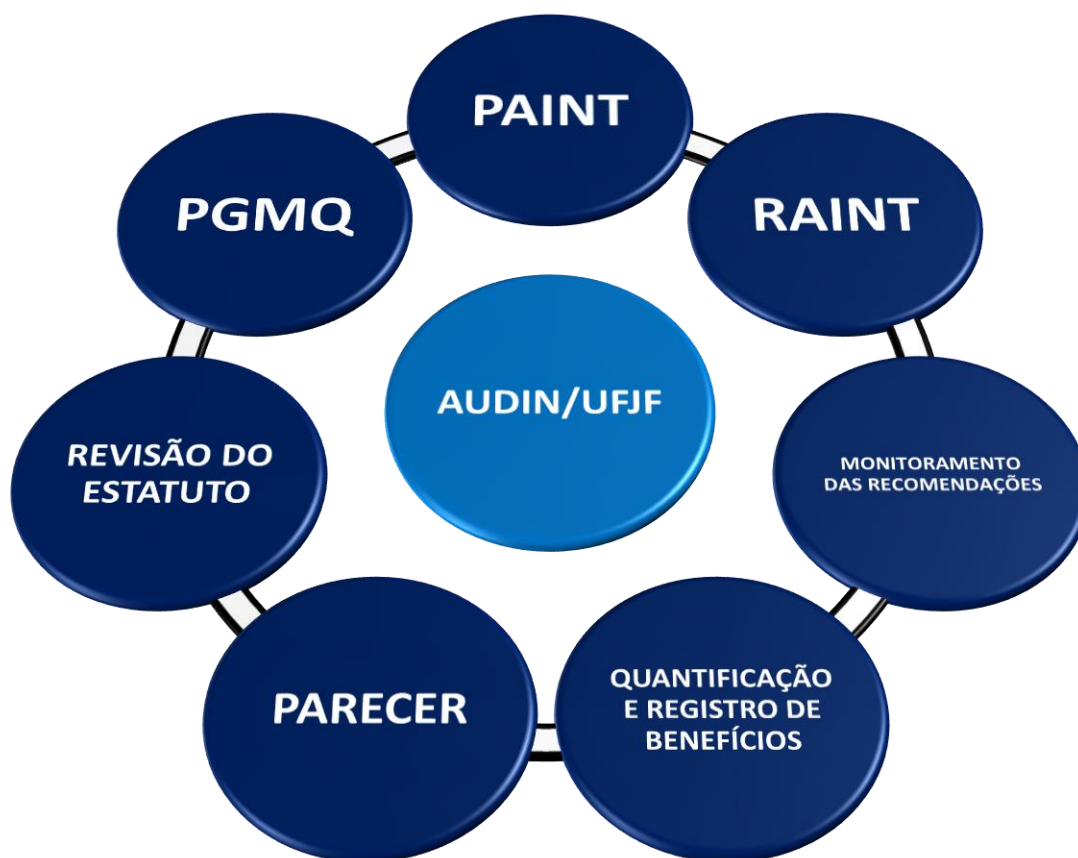 PAINT
PGMQ
RAINT
AUDIN/UFJF
REVISÃO DO
ESTATUTO
MONITORAMENTO
DAS RECOMENDAÇÕES
PARECER
QUANTIFICAÇÃO
E REGISTRO DE
BENEFÍCIOS